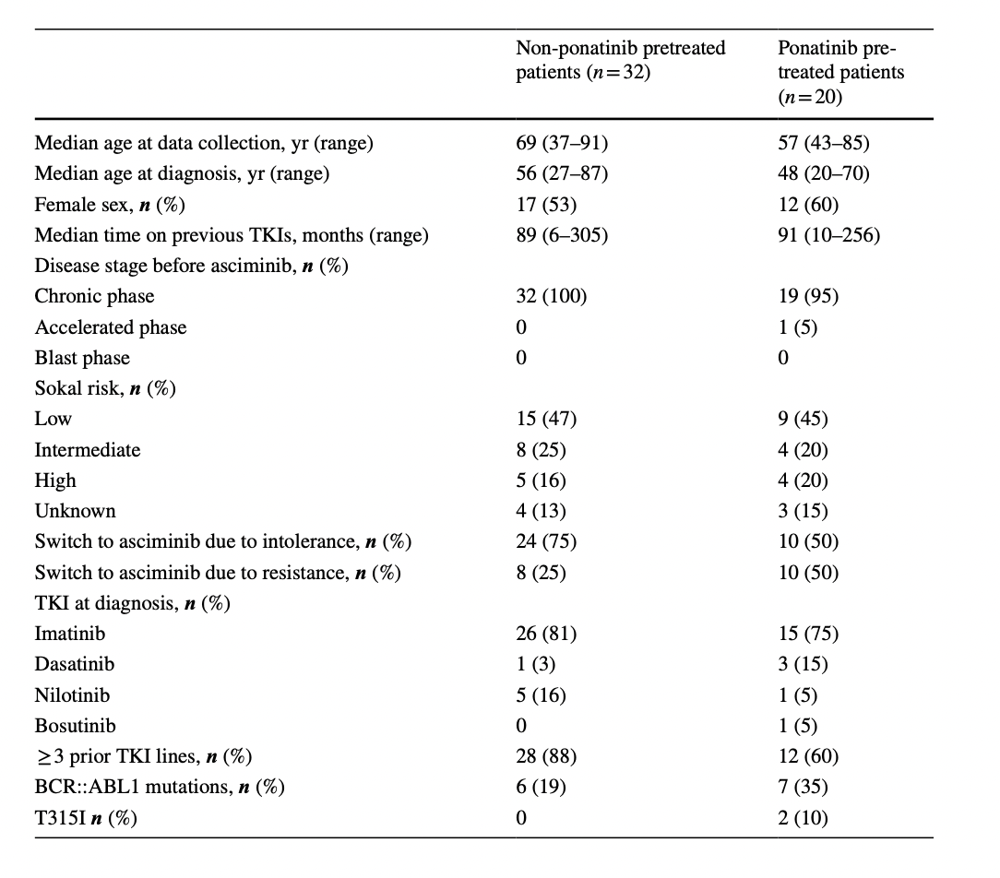 Non-ponatinib pretreated patients (n=32)
Ponatinib pre-treated patients (n=20)
Median age at data collection, yr (range) 69 (37–91) 57 (43–85)
Median age at diagnosis, yr (range) 56 (27–87) 48 (20–70)
Female sex, n (%) 17 (53) 12 (60)
Median time on previous TKIs, months (range) 89 (6–305) 91 (10–256)
Disease stage before asciminib, n (%)
Chronic phase 32 (100) 19 (95)
Accelerated phase 0 1 (5)
Blast phase 0 0
Sokal risk, n (%)
Low 15 (47) 9 (45)
Intermediate 8 (25) 4 (20)
High 5 (16) 4 (20)
Unknown 4 (13) 3 (15)
Switch to asciminib due to intolerance, n (%) 24 (75) 10 (50)
Switch to asciminib due to resistance, n (%) 8 (25) 10 (50)
TKI at diagnosis, n (%)
Imatinib 26 (81) 15 (75)
Dasatinib 1 (3) 3 (15)
Nilotinib 5 (16) 1 (5)
Bosutinib 0 1 (5)
≥3 prior TKI lines, n (%) 28 (88) 12 (60)
BCR::ABL1 mutations, n (%) 6 (19) 7 (35)
T315I n (%) 0 2 (10)